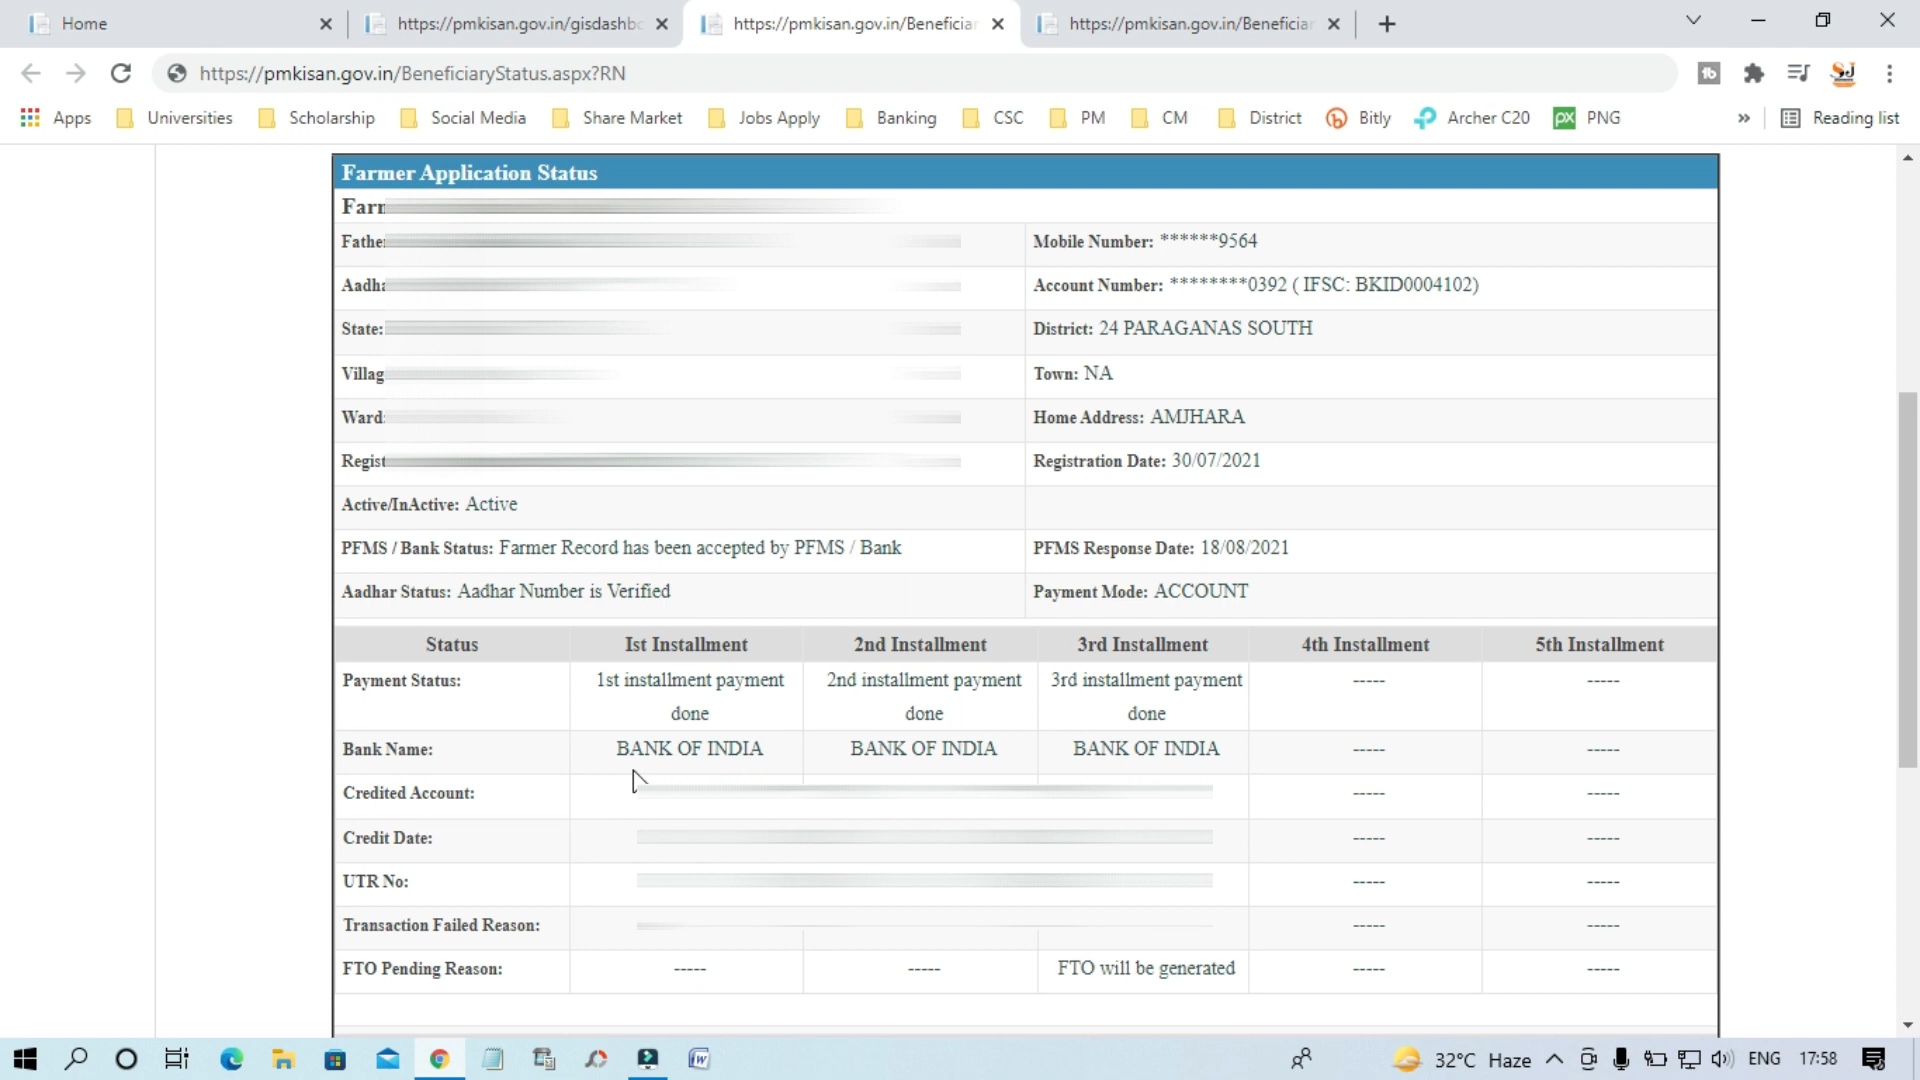 Home
https://pmkisan.gov.in/gisdashbo
https://pmkisan.gov.in/Beneficiar
https://pmkisan.gov.in/Beneficiar
https://pmkisan.gov.in/BeneficiaryStatus.aspx?RN
Apps Universities Scholarship Social Media Share Market Jobs Apply Banking CSC PM CM District Bitly Archer C20 PNG » Reading list
Farmer Application Status
Farm
Father
Mobile Number: ******9564
Aadha
Account Number: ********0392 ( IFSC: BKID0004102)
State:
District: 24 PARAGANAS SOUTH
Villag
Town: NA
Ward:
Home Address: AMJHARA
Regist
Registration Date: 30/07/2021
Active/InActive: Active
PFMS / Bank Status: Farmer Record has been accepted by PFMS / Bank
PFMS Response Date: 18/08/2021
Aadhar Status: Aadhar Number is Verified
Payment Mode: ACCOUNT
Status Ist Installment 2nd Installment 3rd Installment 4th Installment 5th Installment
Payment Status: 1st installment payment done 2nd installment payment done 3rd installment payment done ----- -----
Bank Name: BANK OF INDIA BANK OF INDIA BANK OF INDIA ----- -----
Credited Account: ----- -----
Credit Date: ----- -----
UTR No: ----- -----
Transaction Failed Reason: ----- -----
FTO Pending Reason: ----- ----- FTO will be generated ----- -----
32°C Haze ENG 17:58